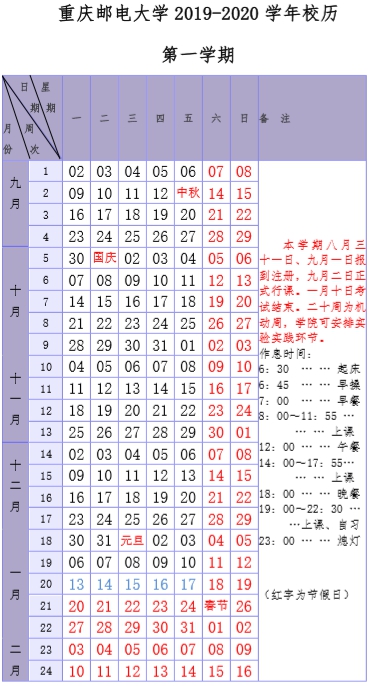 重庆邮电大学 2019-2020 学年校历
第一学期
日 星期
月份 周次 期 一 二 三 四 五 六 日 备 注
九月
1 02 03 04 05 06 07 08
2 09 10 11 12 中秋 14 15
3 16 17 18 19 20 21 22
4 23 24 25 26 27 28 29
十月
5 30 国庆 02 03 04 05 06
6 07 08 09 10 11 12 13
7 14 15 16 17 18 19 20
8 21 22 23 24 25 26 27
9 28 29 30 31 01 02 03
十一月
10 04 05 06 07 08 09 10
11 11 12 13 14 15 16 17
12 18 19 20 21 22 23 24
13 25 26 27 28 29 30 01
十二月
14 02 03 04 05 06 07 08
15 09 10 11 12 13 14 15
16 16 17 18 19 20 21 22
17 23 24 25 26 27 28 29
18 30 31 元旦 02 03 04 05
一月
19 06 07 08 09 10 11 12
20 13 14 15 16 17 18 19
21 20 21 22 23 24 春节 26
22 27 28 29 30 31 01 02
二月
23 03 04 05 06 07 08 09
24 10 11 12 13 14 15 16
本学期八月三
十一日、九月一日报
到注册，九月二日正
式行课。一月十日考
试结束。二十周为机
动周，学院可安排实
验实践环节。
作息时间：
6：30 … … 起床
6：45 … … 早操
7：00 … … 早餐
8：00～11：55 …
… … 上课
12：00 … … 午餐
14：00～17：55…
… … 上课
18：00 … … 晚餐
19：00～22：30 …
…上课、自习
23：00 … … 熄灯
（红字为节假日）